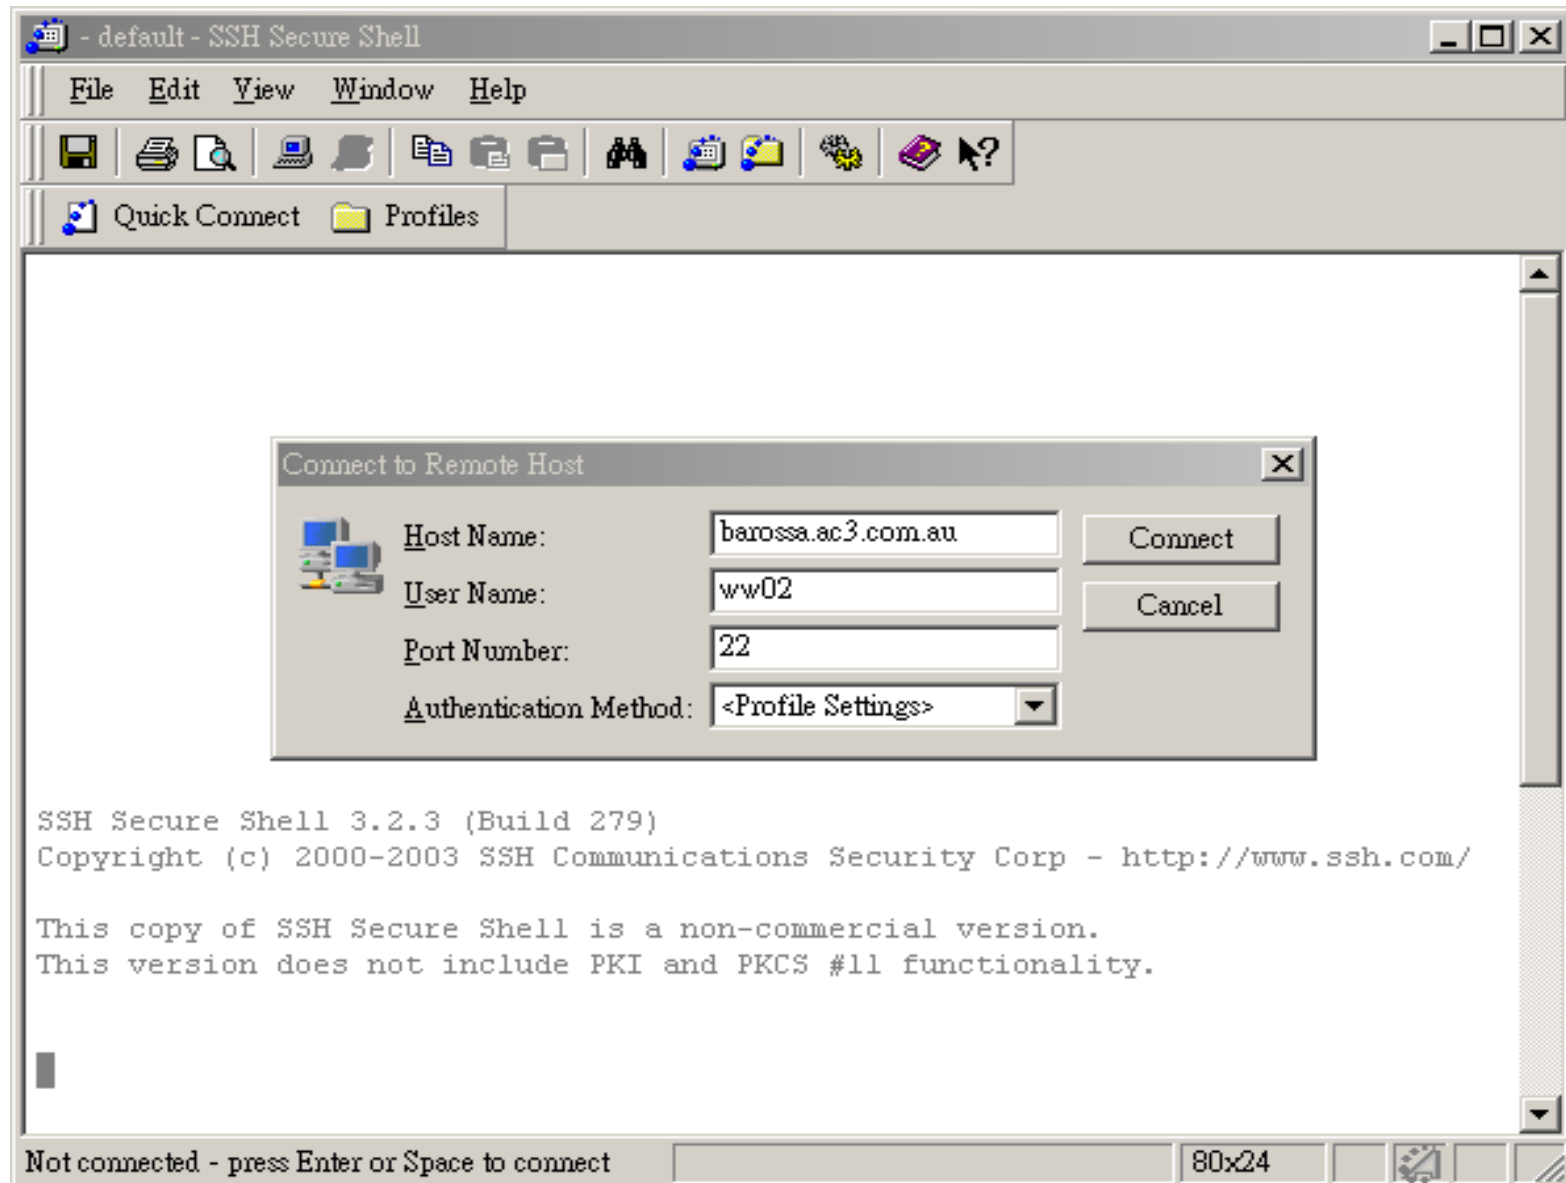 - default - SSH Secure Shell
File Edit View Window Help
Quick Connect Profiles
Connect to Remote Host
Host Name: barossa.ac3.com.au Connect
User Name: ww02 Cancel
Port Number: 22
Authentication Method: <Profile Settings>
SSH Secure Shell 3.2.3 (Build 279)
Copyright (c) 2000-2003 SSH Communications Security Corp - http://www.ssh.com/
This copy of SSH Secure Shell is a non-commercial version.
This version does not include PKI and PKCS #11 functionality.
Not connected - press Enter or Space to connect 80x24